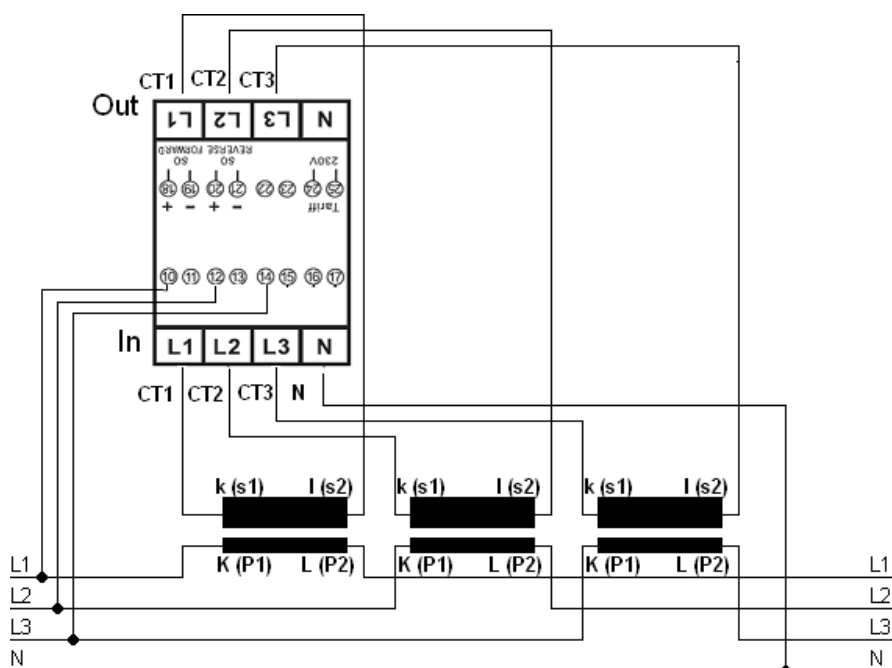 CT1 CT2 CT3
Out
L1 L2 L3 N
REVERSE FORWARD
SO SO 230V
18 19 20 21 22 23 24 25
+ - + - Tariff
10 11 12 13 14 15 16 17
In
L1 L2 L3 N
CT1 CT2 CT3 N
k (s1) l (s2) k (s1) l (s2) k (s1) l (s2)
K (P1) L (P2) K (P1) L (P2) K (P1) L (P2)
L1 L1
L2 L2
L3 L3
N N